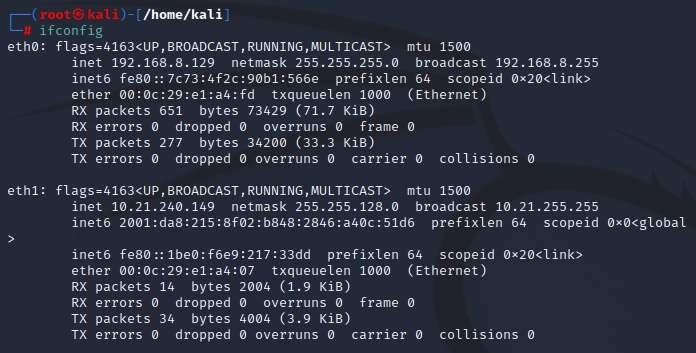 ┌──(root㉿kali)-[/home/kali]
└─# ifconfig
eth0: flags=4163<UP,BROADCAST,RUNNING,MULTICAST>  mtu 1500
        inet 192.168.8.129  netmask 255.255.255.0  broadcast 192.168.8.255
        inet6 fe80::7c73:4f2c:90b1:566e  prefixlen 64  scopeid 0×20<link>
        ether 00:0c:29:e1:a4:fd  txqueuelen 1000  (Ethernet)
        RX packets 651  bytes 73429 (71.7 KiB)
        RX errors 0  dropped 0  overruns 0  frame 0
        TX packets 277  bytes 34200 (33.3 KiB)
        TX errors 0  dropped 0 overruns 0  carrier 0  collisions 0

eth1: flags=4163<UP,BROADCAST,RUNNING,MULTICAST>  mtu 1500
        inet 10.21.240.149  netmask 255.255.128.0  broadcast 10.21.255.255
        inet6 2001:da8:215:8f02:b848:2846:a40c:51d6  prefixlen 64  scopeid 0×0<global
>
        inet6 fe80::1be0:f6e9:217:33dd  prefixlen 64  scopeid 0×20<link>
        ether 00:0c:29:e1:a4:07  txqueuelen 1000  (Ethernet)
        RX packets 14  bytes 2004 (1.9 KiB)
        RX errors 0  dropped 0  overruns 0  frame 0
        TX packets 34  bytes 4004 (3.9 KiB)
        TX errors 0  dropped 0 overruns 0  carrier 0  collisions 0